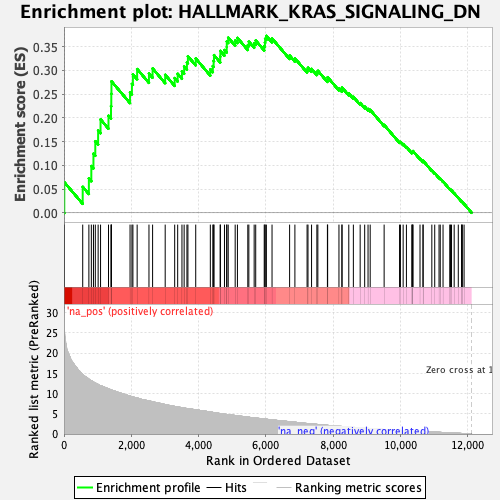 Enrichment plot: HALLMARK_KRAS_SIGNALING_DN
Enrichment score (ES)
0.35
0.30
0.25
0.20
0.15
0.10
0.05
0.00
'na_pos' (positively correlated)
Ranked list metric (PreRanked)
30
25
20
15
10
5
0
Zero cross at 1
'na_neg' (negatively correlated)
0
2,000
4,000
6,000
8,000
10,000
12,000
Rank in Ordered Dataset
Enrichment profile
Hits
Ranking metric scores